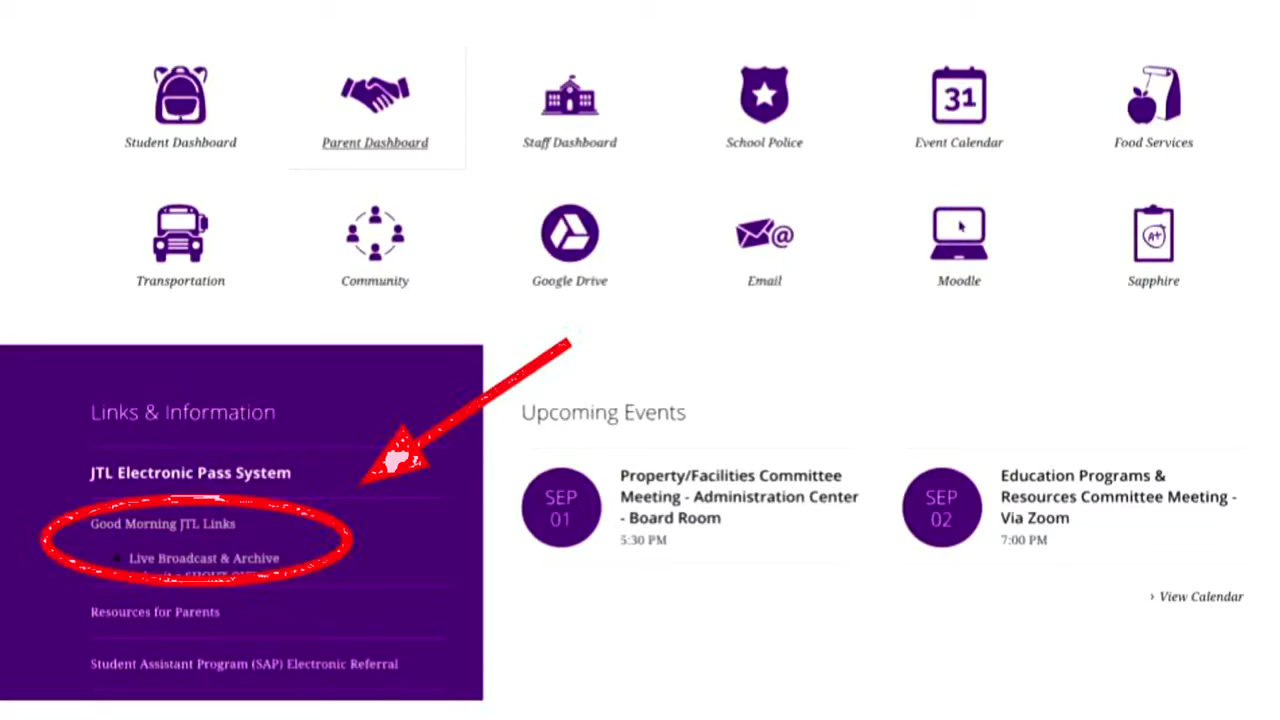 Student Dashboard
Parent Dashboard
Staff Dashboard
School Police
31
Event Calendar
Food Services
Transportation
Community
Google Drive
@
Email
Moodle
A+
Sapphire
Links & Information
JTL Electronic Pass System
Good Morning JTL Links
Live Broadcast & Archive
Resources for Parents
Student Assistant Program (SAP) Electronic Referral
Upcoming Events
SEP
01
Property/Facilities Committee
Meeting - Administration Center
- Board Room
5:30 PM
SEP
02
Education Programs &
Resources Committee Meeting -
Via Zoom
7:00 PM
› View Calendar